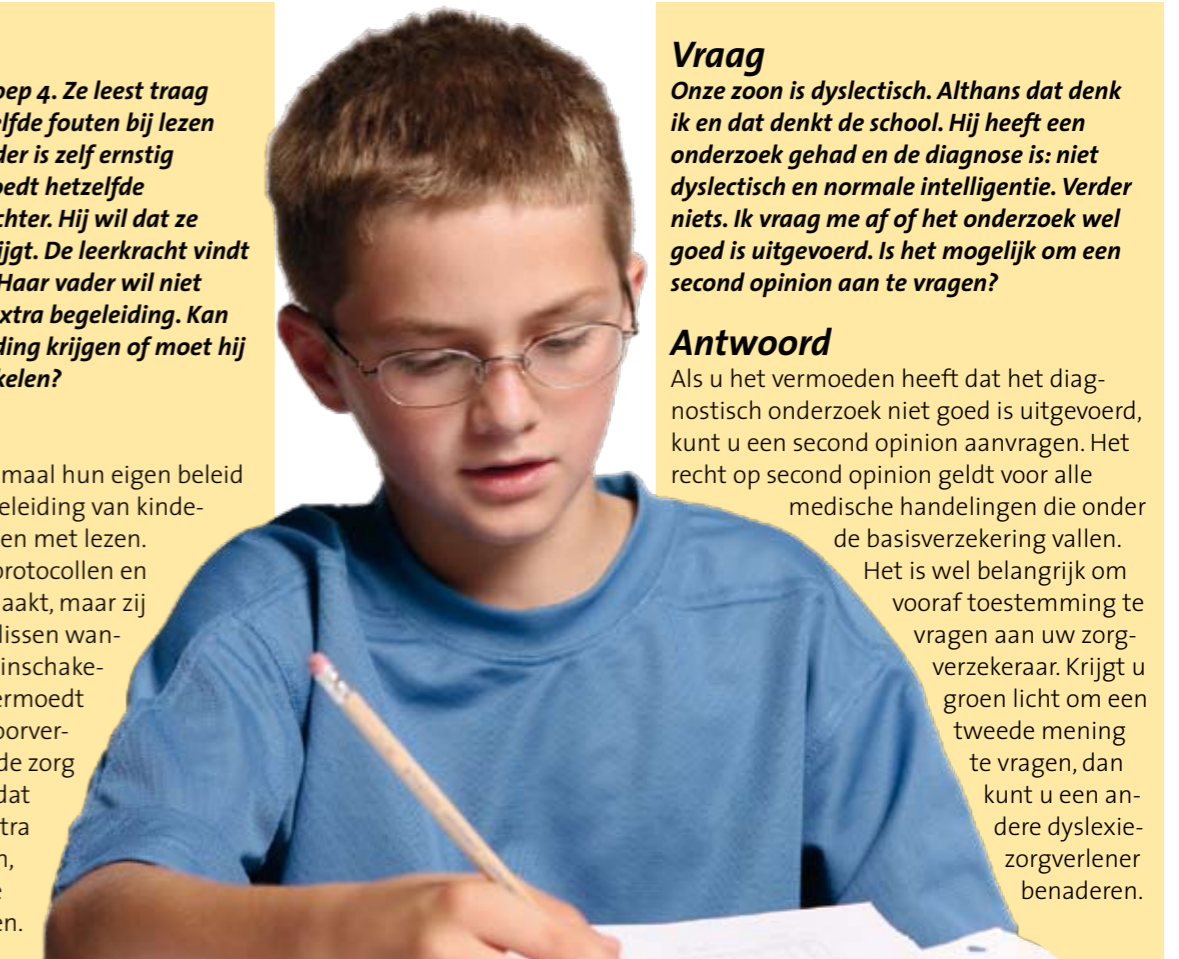 oep 4. Ze leest traag
elfde fouten bij lezen
der is zelf ernstig
oedt hetzelfde
chter. Hij wil dat ze
ijgt. De leerkracht vindt
Haar vader wil niet
xtra begeleiding. Kan
ding krijgen of moet hij
kelen?
maal hun eigen beleid
eleiding van kinde-
en met lezen.
protocollen en
aakt, maar zij
lissen wan-
inschake-
ermoedt
oorver-
de zorg
dat
tra
n,
e
en.
Vraag
Onze zoon is dyslectisch. Althans dat denk
ik en dat denkt de school. Hij heeft een
onderzoek gehad en de diagnose is: niet
dyslectisch en normale intelligentie. Verder
niets. Ik vraag me af of het onderzoek wel
goed is uitgevoerd. Is het mogelijk om een
second opinion aan te vragen?
Antwoord
Als u het vermoeden heeft dat het diag-
nostisch onderzoek niet goed is uitgevoerd,
kunt u een second opinion aanvragen. Het
recht op second opinion geldt voor alle
medische handelingen die onder
de basisverzekering vallen.
Het is wel belangrijk om
vooraf toestemming te
vragen aan uw zorg-
verzekeraar. Krijgt u
groen licht om een
tweede mening
te vragen, dan
kunt u een an-
dere dyslexie-
zorgverlener
benaderen.